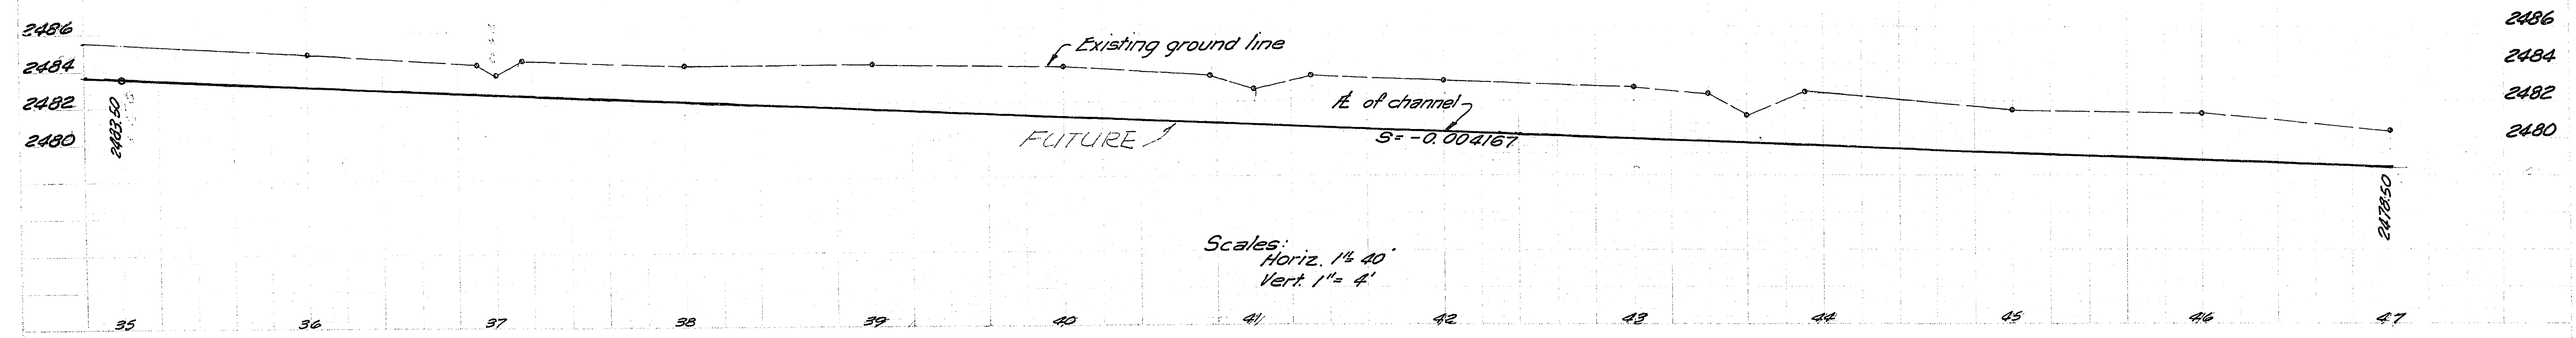 2486
2484
2482
2480
2483.50
Existing ground line
FUTURE
℄ of channel
S = -0.004167
2486
2484
2482
2480
2478.50
Scales:
Horiz. 1"= 40'
Vert. 1"= 4'
35 36 37 38 39 40 41 42 43 44 45 46 47